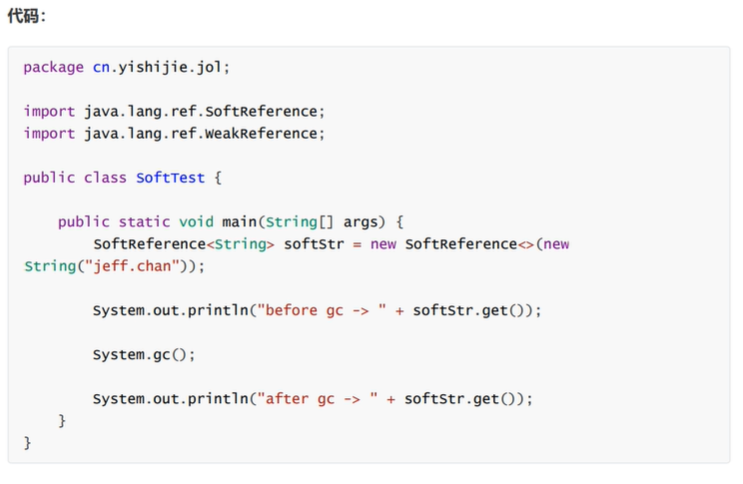 代码：
package cn.yishijie.jol;
import java.lang.ref.SoftReference;
import java.lang.ref.WeakReference;
public class SoftTest {
    public static void main(String[] args) {
        SoftReference<String> softStr = new SoftReference<>(new
String("jeff.chan"));
        System.out.println("before gc -> " + softStr.get());
        System.gc();
        System.out.println("after gc -> " + softStr.get());
    }
}